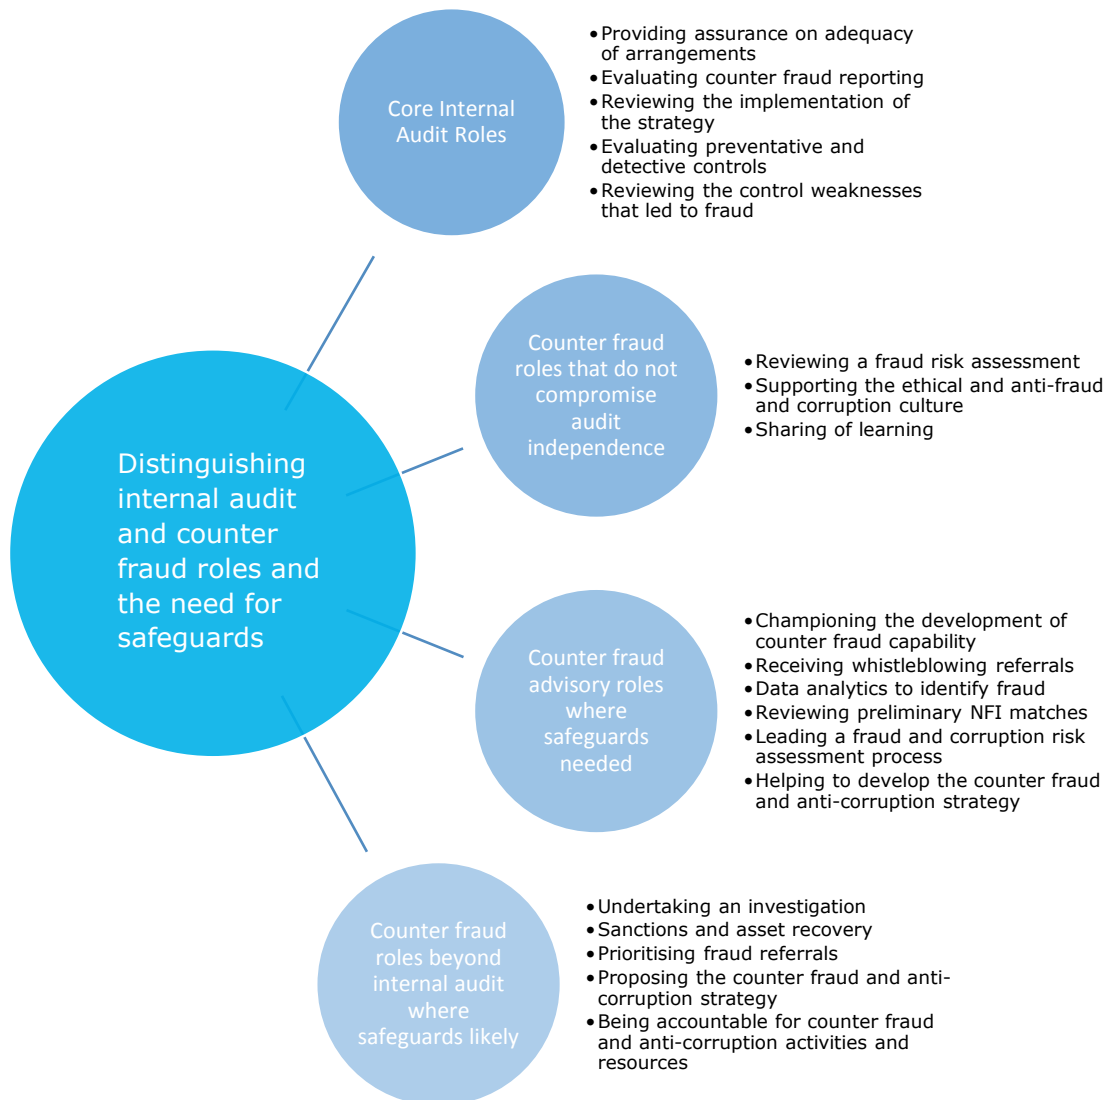 Core Internal
Audit Roles
•Providing assurance on adequacy
of arrangements
•Evaluating counter fraud reporting
•Reviewing the implementation of
the strategy
•Evaluating preventative and
detective controls
•Reviewing the control weaknesses
that led to fraud
Distinguishing
internal audit
and counter
fraud roles and
the need for
safeguards
Counter fraud
roles that do not
compromise
audit
independence
•Reviewing a fraud risk assessment
•Supporting the ethical and anti-fraud
and corruption culture
•Sharing of learning
Counter fraud
advisory roles
where
safeguards
needed
•Championing the development of
counter fraud capability
•Receiving whistleblowing referrals
•Data analytics to identify fraud
•Reviewing preliminary NFI matches
•Leading a fraud and corruption risk
assessment process
•Helping to develop the counter fraud
and anti-corruption strategy
Counter fraud
roles beyond
internal audit
where
safeguards likely
•Undertaking an investigation
•Sanctions and asset recovery
•Prioritising fraud referrals
•Proposing the counter fraud and anti-
corruption strategy
•Being accountable for counter fraud
and anti-corruption activities and
resources